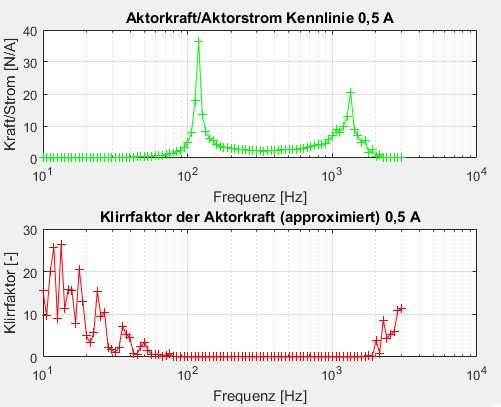 Aktorkraft/Aktorstrom Kennlinie 0,5 A
Kraft/Strom [N/A]
40
30
20
10
0
10^1
10^2
10^3
10^4
Frequenz [Hz]
Klirrfaktor der Aktorkraft (approximiert) 0,5 A
Klirrfaktor [-]
30
20
10
0
10^1
10^2
10^3
10^4
Frequenz [Hz]